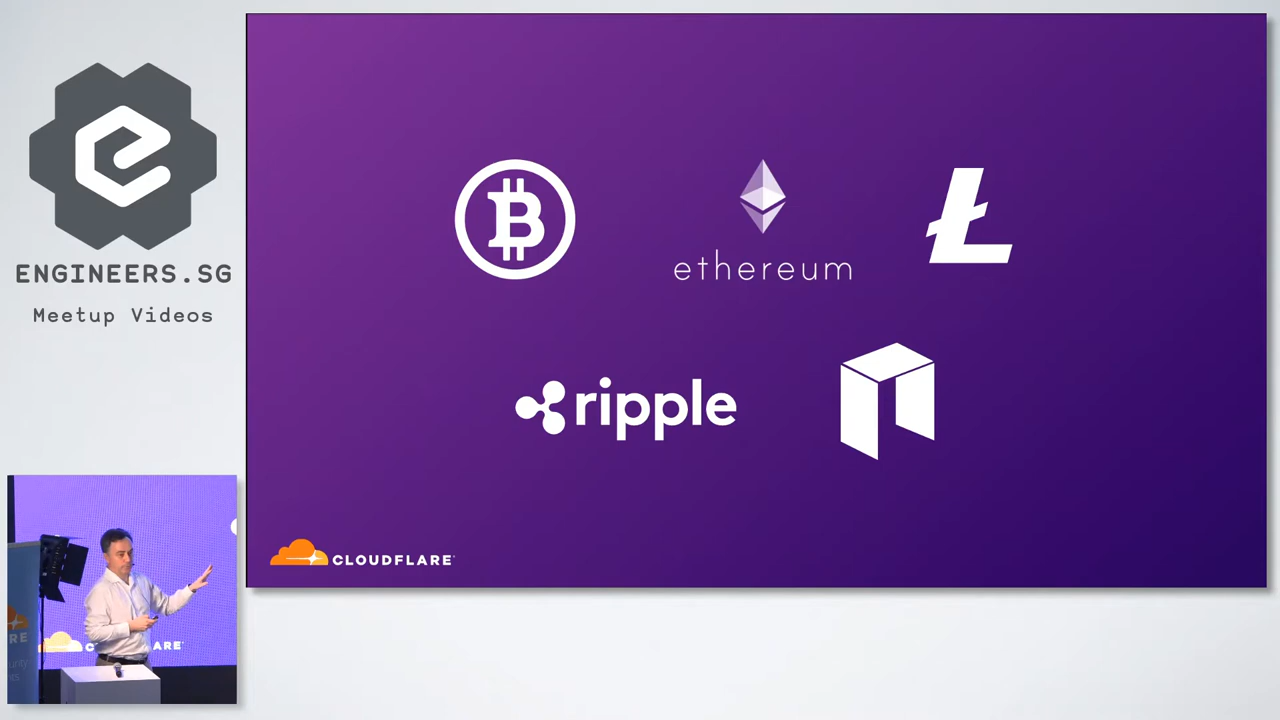 ENGINEERS.SG
Meetup Videos
ethereum
ripple
CLOUDFLARE